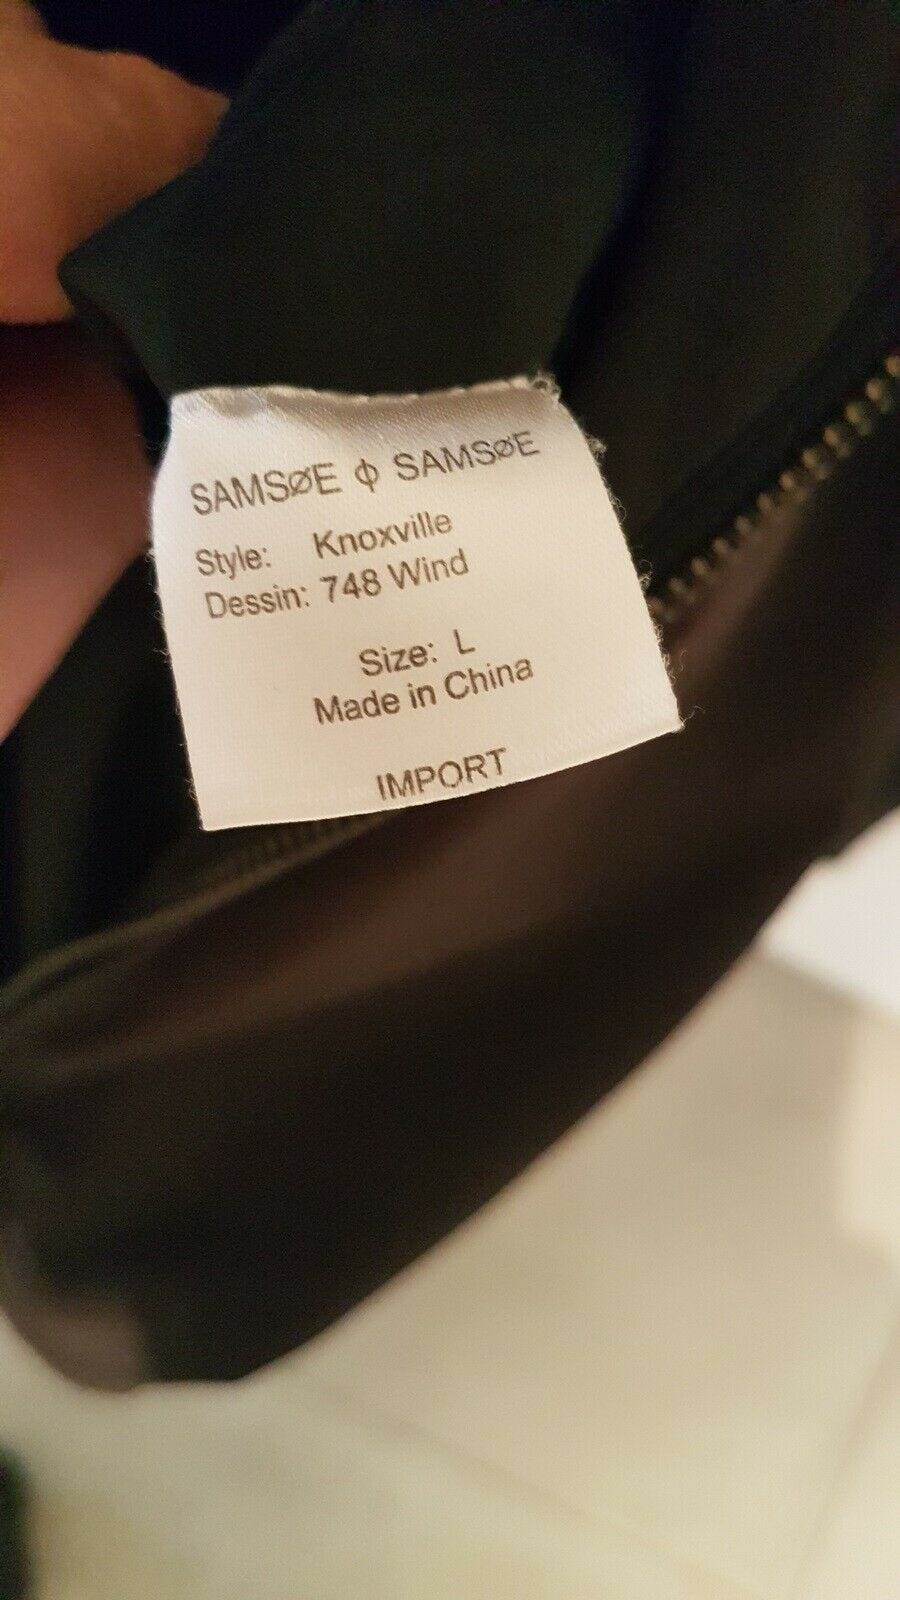 SAMSØE ϕ SAMSØE
Style: Knoxville
Dessin: 748 Wind
Size: L
Made in China
IMPORT